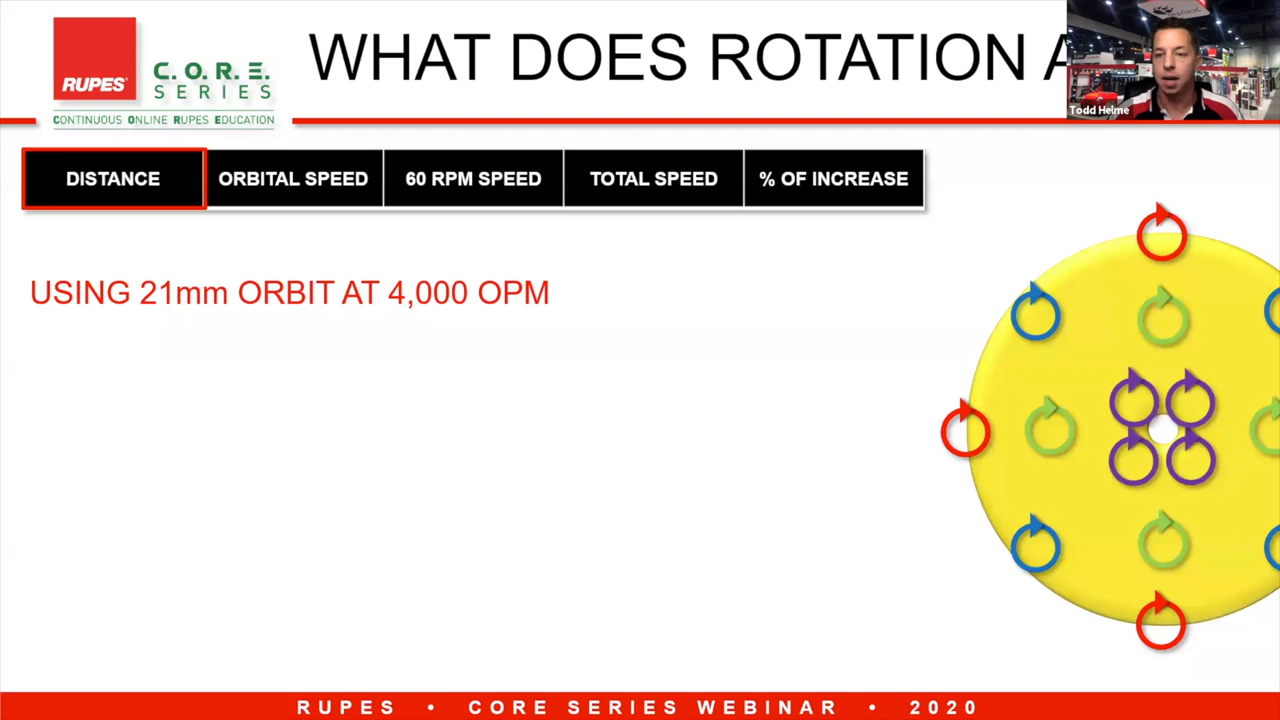 RUPES
C.O.R.E.
SERIES
CONTINUOUS ONLINE RUPES EDUCATION
WHAT DOES ROTATION A
Todd Helme
DISTANCE
ORBITAL SPEED
60 RPM SPEED
TOTAL SPEED
% OF INCREASE
USING 21mm ORBIT AT 4,000 OPM
RUPES • CORE SERIES WEBINAR • 2020